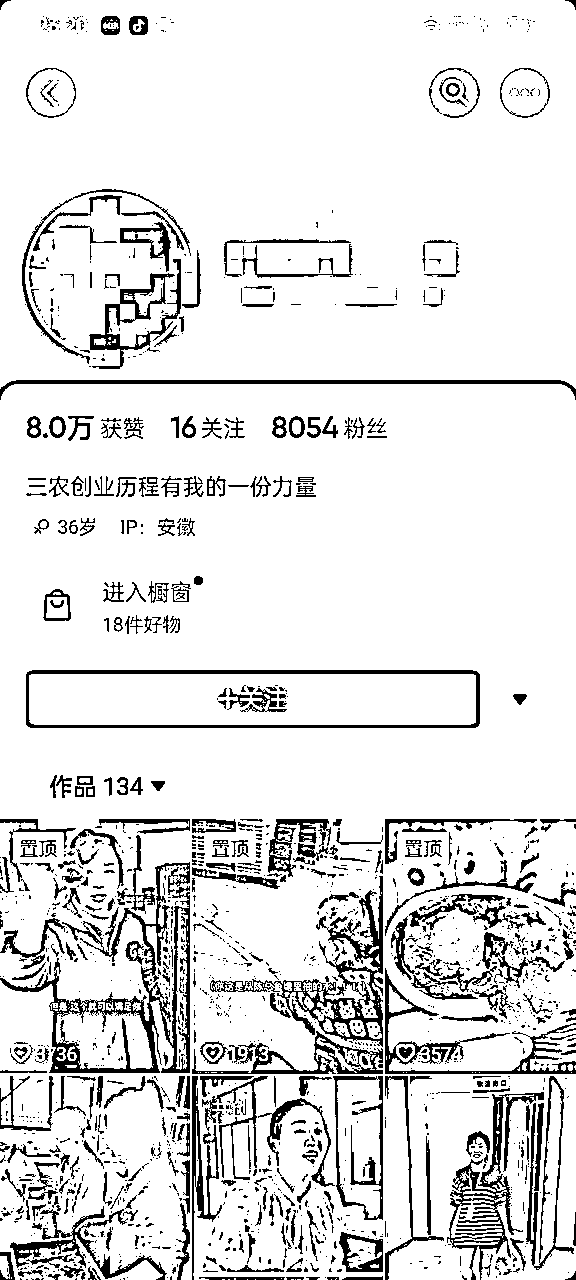 8.0万 获赞 16 关注 8054 粉丝
三农创业历程有我的一份力量
36岁 IP：安徽
进入橱窗
18件好物
+关注
作品 134
置顶 置顶 置顶
1913 3574